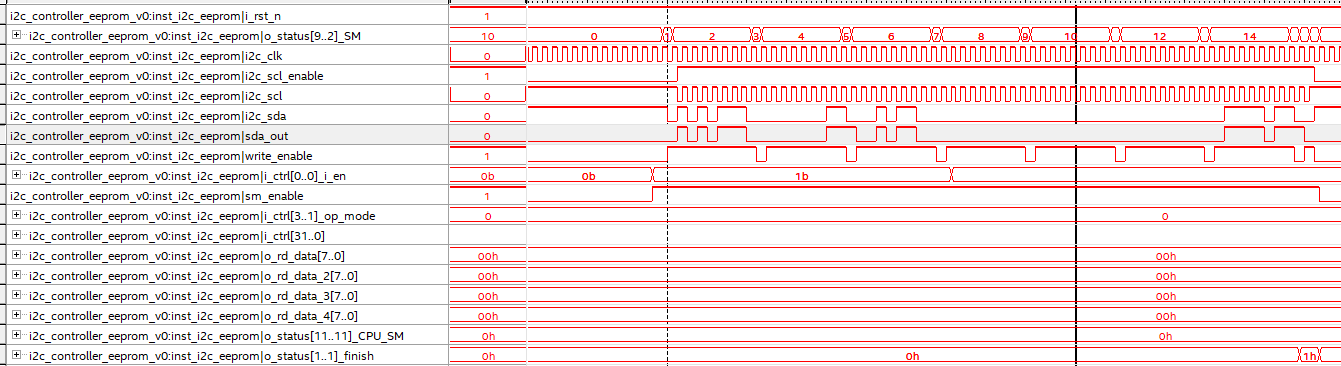 i2c_controller_eeprom_v0:inst_i2c_eeprom|i_rst_n 1
i2c_controller_eeprom_v0:inst_i2c_eeprom|o_status[9..2]_SM 10 0 1 2 3 4 5 6 7 8 9 10 12 14
i2c_controller_eeprom_v0:inst_i2c_eeprom|i2c_clk 0
i2c_controller_eeprom_v0:inst_i2c_eeprom|i2c_scl_enable 1
i2c_controller_eeprom_v0:inst_i2c_eeprom|i2c_scl 0
i2c_controller_eeprom_v0:inst_i2c_eeprom|i2c_sda 0
i2c_controller_eeprom_v0:inst_i2c_eeprom|sda_out 0
i2c_controller_eeprom_v0:inst_i2c_eeprom|write_enable 1
i2c_controller_eeprom_v0:inst_i2c_eeprom|i_ctrl[0..0]_i_en 0b 0b 1b
i2c_controller_eeprom_v0:inst_i2c_eeprom|sm_enable 1
i2c_controller_eeprom_v0:inst_i2c_eeprom|i_ctrl[3..1]_op_mode 0 0
i2c_controller_eeprom_v0:inst_i2c_eeprom|i_ctrl[31..0]
i2c_controller_eeprom_v0:inst_i2c_eeprom|o_rd_data[7..0] 00h 00h
i2c_controller_eeprom_v0:inst_i2c_eeprom|o_rd_data_2[7..0] 00h 00h
i2c_controller_eeprom_v0:inst_i2c_eeprom|o_rd_data_3[7..0] 00h 00h
i2c_controller_eeprom_v0:inst_i2c_eeprom|o_rd_data_4[7..0] 00h 00h
i2c_controller_eeprom_v0:inst_i2c_eeprom|o_status[11..11]_CPU_SM 0h 0h
i2c_controller_eeprom_v0:inst_i2c_eeprom|o_status[1..1]_finish 0h 0h 1h